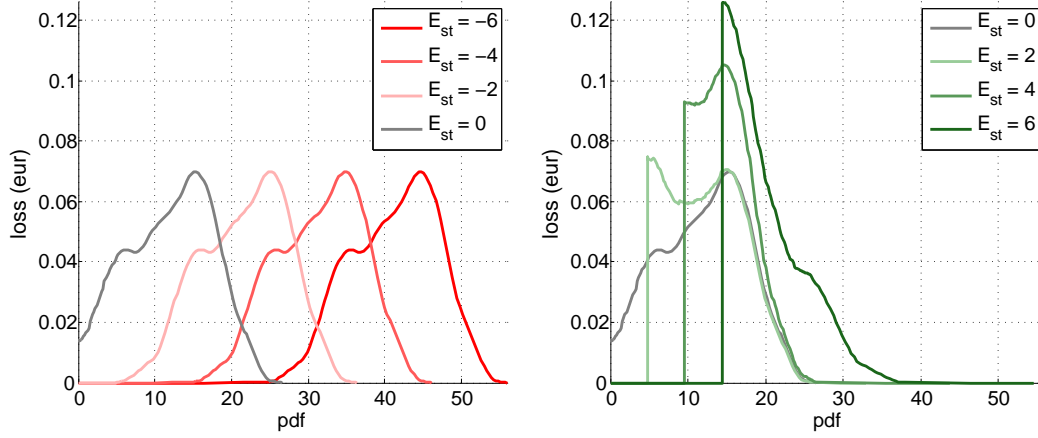 0.12
0.1
0.08
0.06
0.04
0.02
0
0 10 20 30 40 50
loss (eur)
pdf
E_st = −6
E_st = −4
E_st = −2
E_st = 0
0.12
0.1
0.08
0.06
0.04
0.02
0
0 10 20 30 40 50
loss (eur)
pdf
E_st = 0
E_st = 2
E_st = 4
E_st = 6